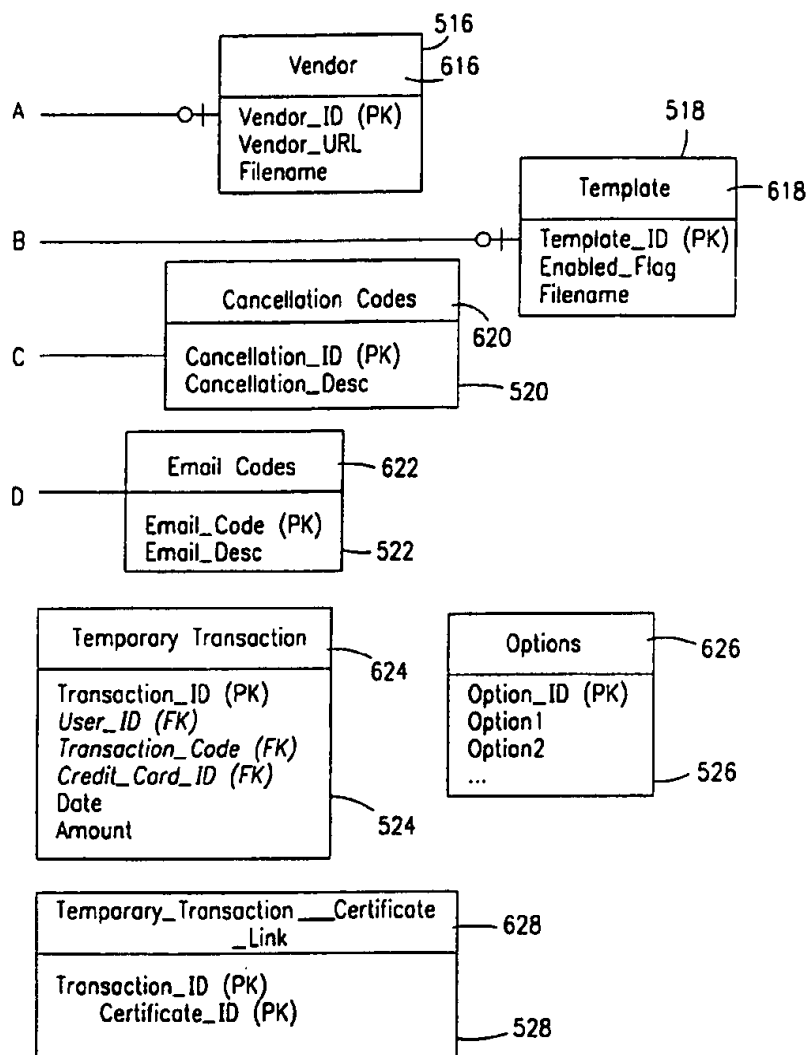 516
Vendor
616
A
Vendor_ID (PK)
Vendor_URL
Filename
518
Template
618
B
Template_ID (PK)
Enabled_Flag
Filename
Cancellation Codes
620
C
Cancellation_ID (PK)
Cancellation_Desc
520
Email Codes
622
D
Email_Code (PK)
Email_Desc
522
Temporary Transaction
624
Transaction_ID (PK)
User_ID (FK)
Transaction_Code (FK)
Credit_Card_ID (FK)
Date
Amount
524
Options
626
Option_ID (PK)
Option1
Option2
...
526
Temporary_Transaction___Certificate
_Link
628
Transaction_ID (PK)
Certificate_ID (PK)
528